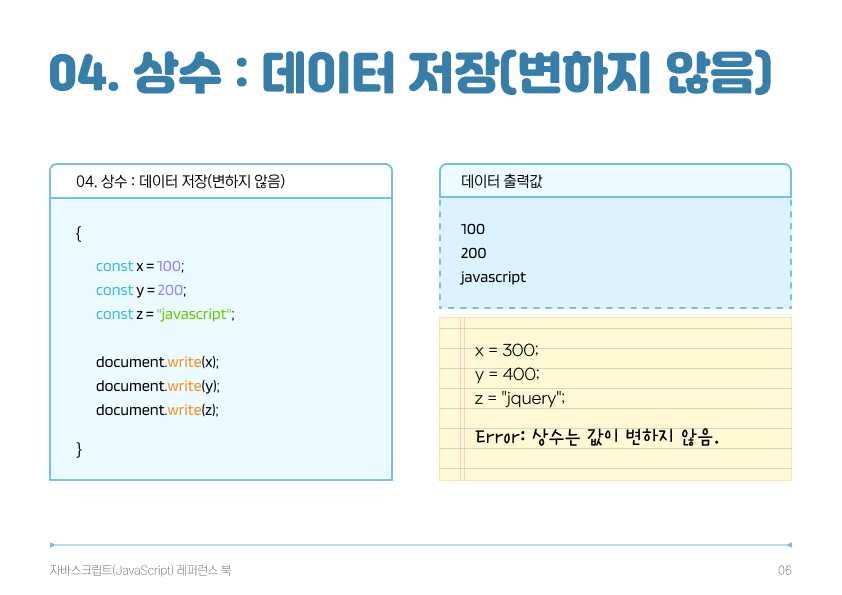 04. 상수 : 데이터 저장(변하지 않음)
04. 상수 : 데이터 저장(변하지 않음)
{
const x = 100;
const y = 200;
const z = "javascript";
document.write(x);
document.write(y);
document.write(z);
}
데이터 출력값
100
200
javascript
x = 300;
y = 400;
z = "jquery";
Error: 상수는 값이 변하지 않음.
자바스크립트(JavaScript) 레퍼런스 북
06